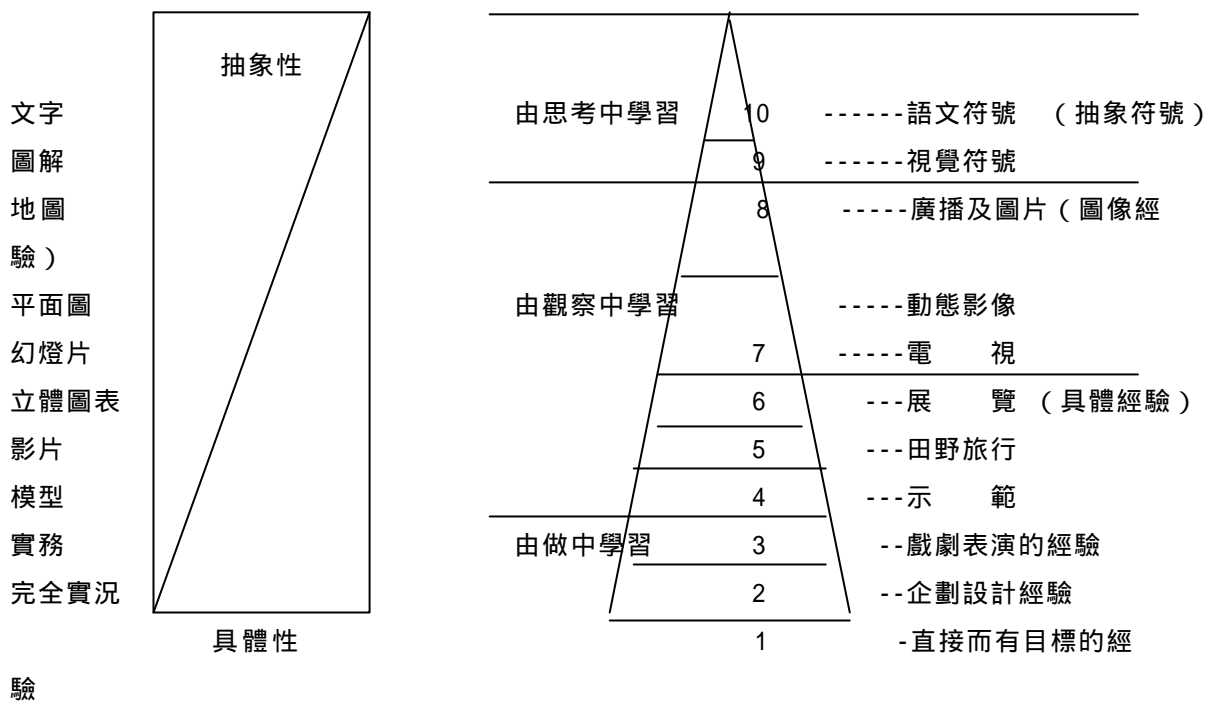 抽象性
文字 由思考中學習 10 ------語文符號 (抽象符號)
圖解 9 ------視覺符號
地圖 8 -----廣播及圖片(圖像經
驗)
平面圖 由觀察中學習 -----動態影像
幻燈片 7 -----電 視
立體圖表 6 ---展 覽 (具體經驗)
影片 5 ---田野旅行
模型 4 ---示 範
實務 由做中學習 3 --戲劇表演的經驗
完全實況 2 --企劃設計經驗
具體性 1 -直接而有目標的經
驗